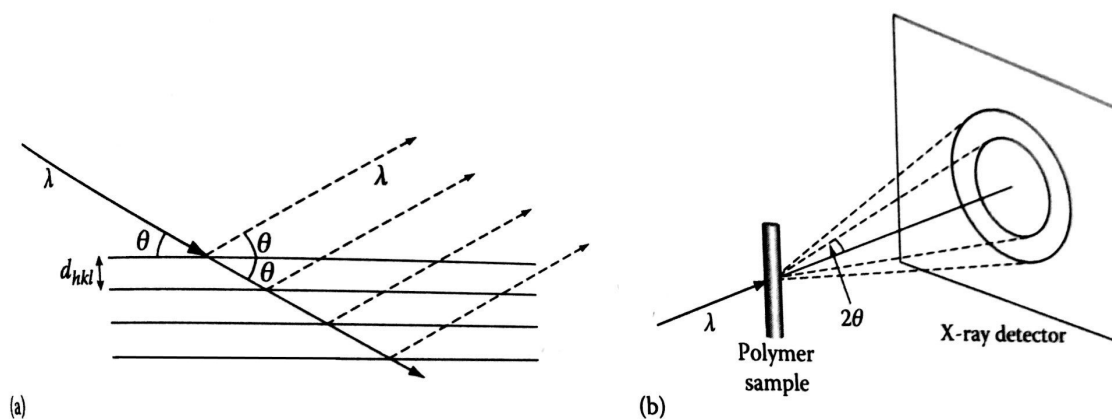 λ
λ
θ
θ
θ
d_hkl
(a)
λ
2θ
Polymer
sample
X-ray detector
(b)